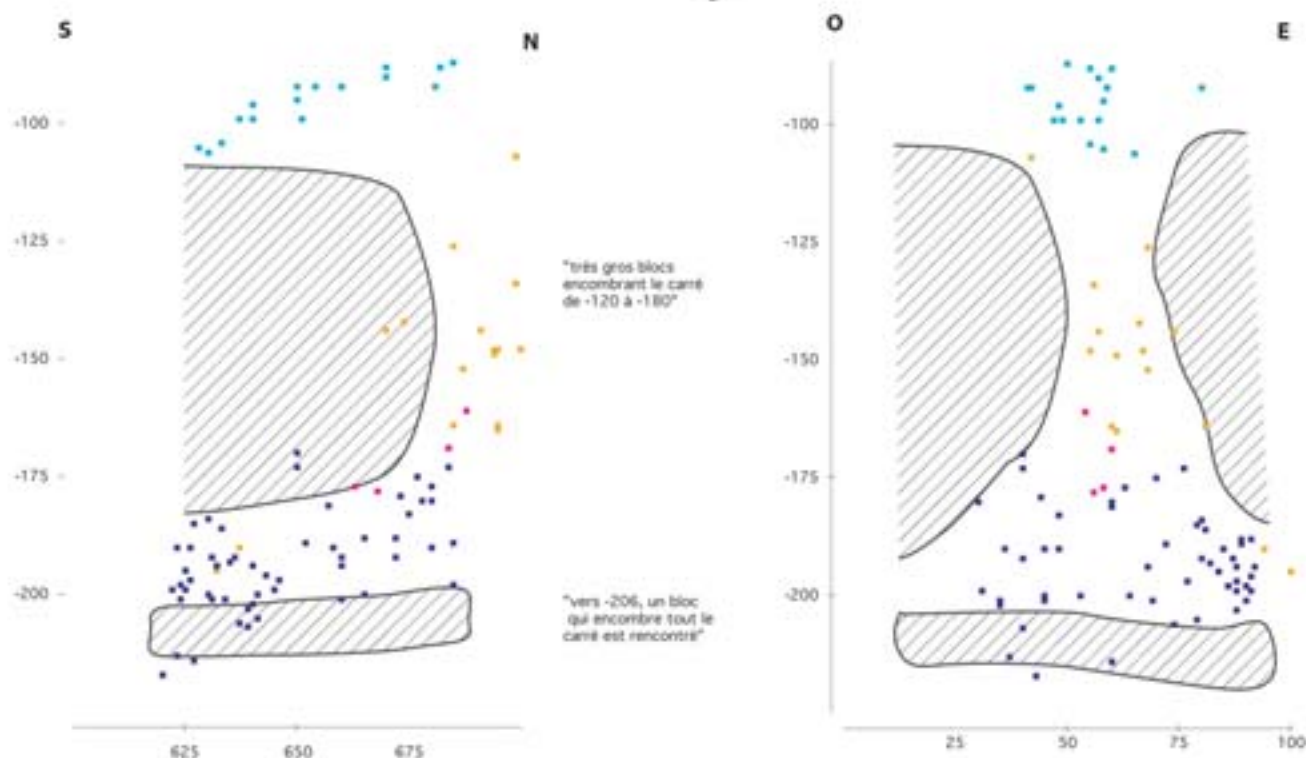 S
N
-100
-125
-150
-175
-200
625
650
675
"très gros blocs
encombrant le carré
de -120 à -180"
"vers -206, un bloc
qui encombre tout le
carré est rencontré"
O
E
-100
-125
-150
-175
-200
25
50
75
100